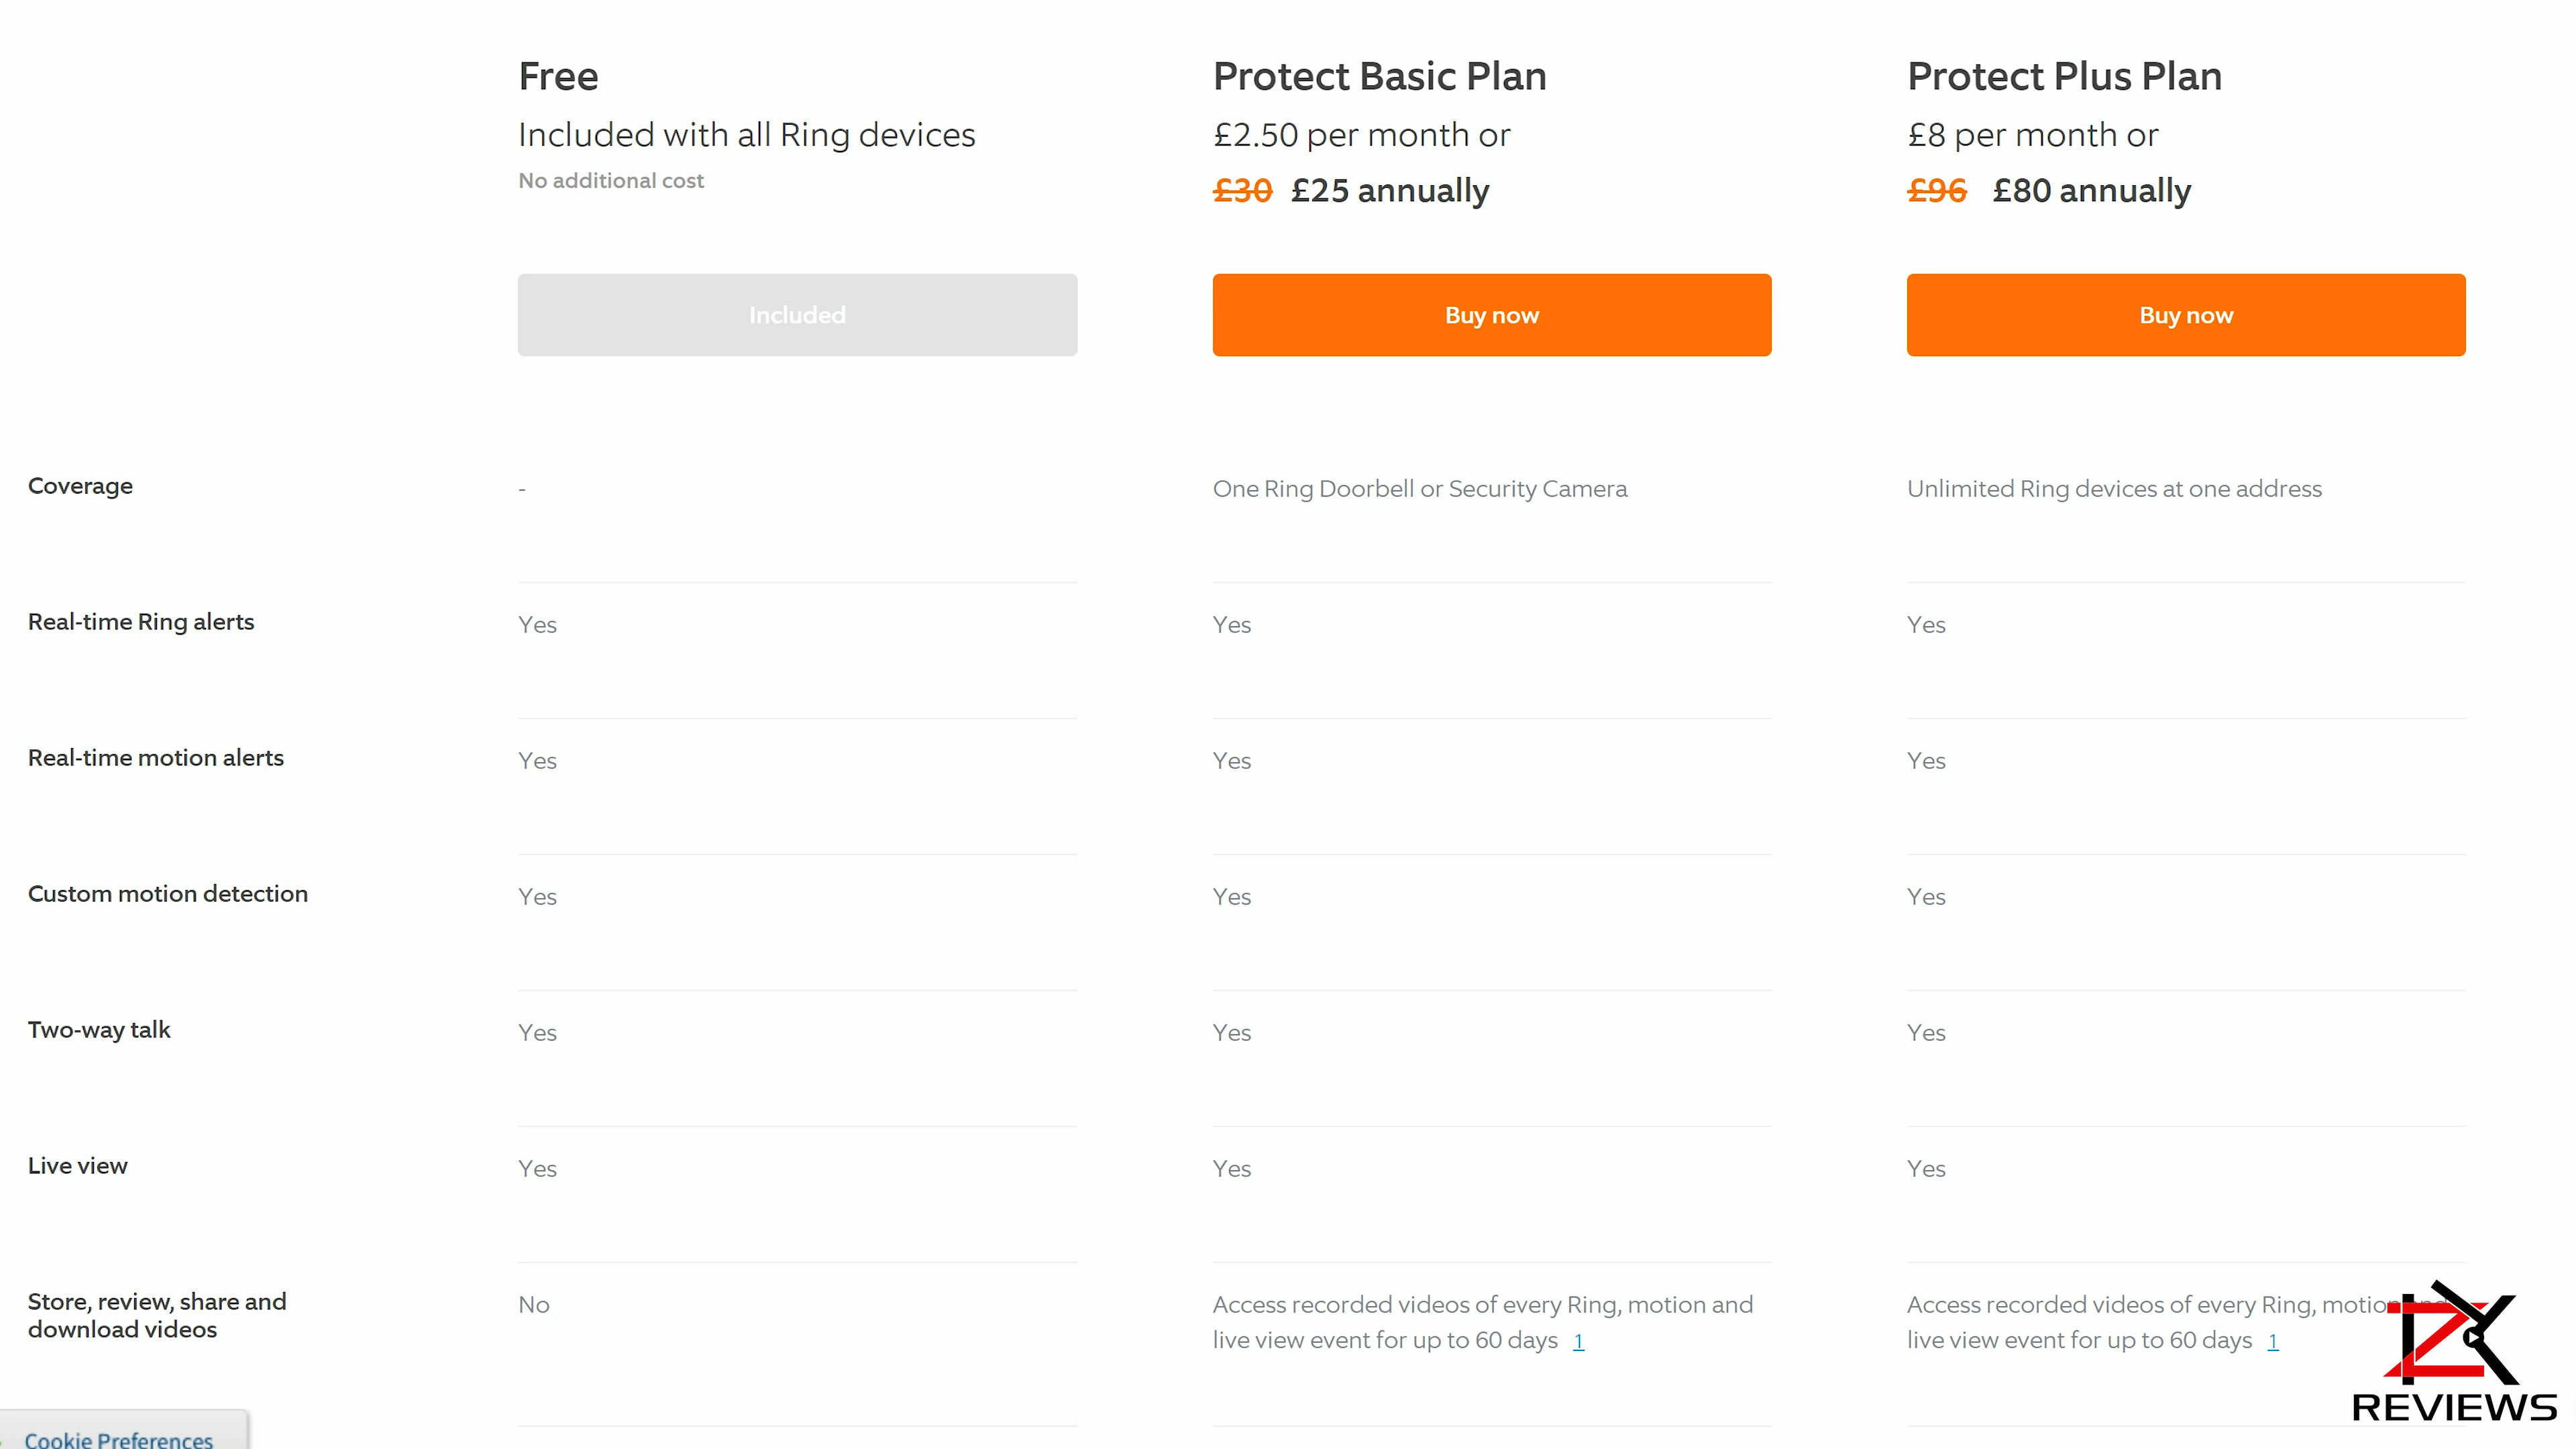 Free
Included with all Ring devices
No additional cost
Included
Protect Basic Plan
£2.50 per month or
£30 £25 annually
Buy now
Protect Plus Plan
£8 per month or
£96 £80 annually
Buy now
Coverage
-
One Ring Doorbell or Security Camera
Unlimited Ring devices at one address
Real-time Ring alerts
Yes
Yes
Yes
Real-time motion alerts
Yes
Yes
Yes
Custom motion detection
Yes
Yes
Yes
Two-way talk
Yes
Yes
Yes
Live view
Yes
Yes
Yes
Store, review, share and
download videos
No
Access recorded videos of every Ring, motion and
live view event for up to 60 days 1
Access recorded videos of every Ring, motion and
live view event for up to 60 days 1
REVIEWS
Cookie Preferences